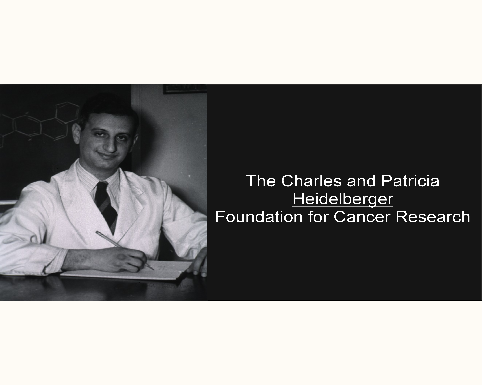 The Charles and Patricia
Heidelberger
Foundation for Cancer Research